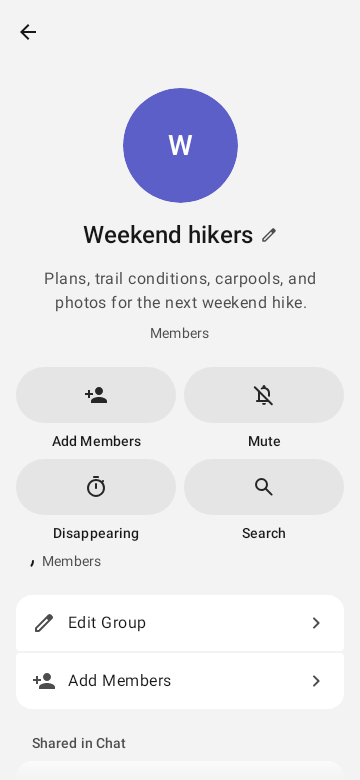 W
Weekend hikers
Plans, trail conditions, carpools, and
photos for the next weekend hike.
Members
Add Members
Mute
Disappearing
Search
Members
Edit Group
Add Members
Shared in Chat